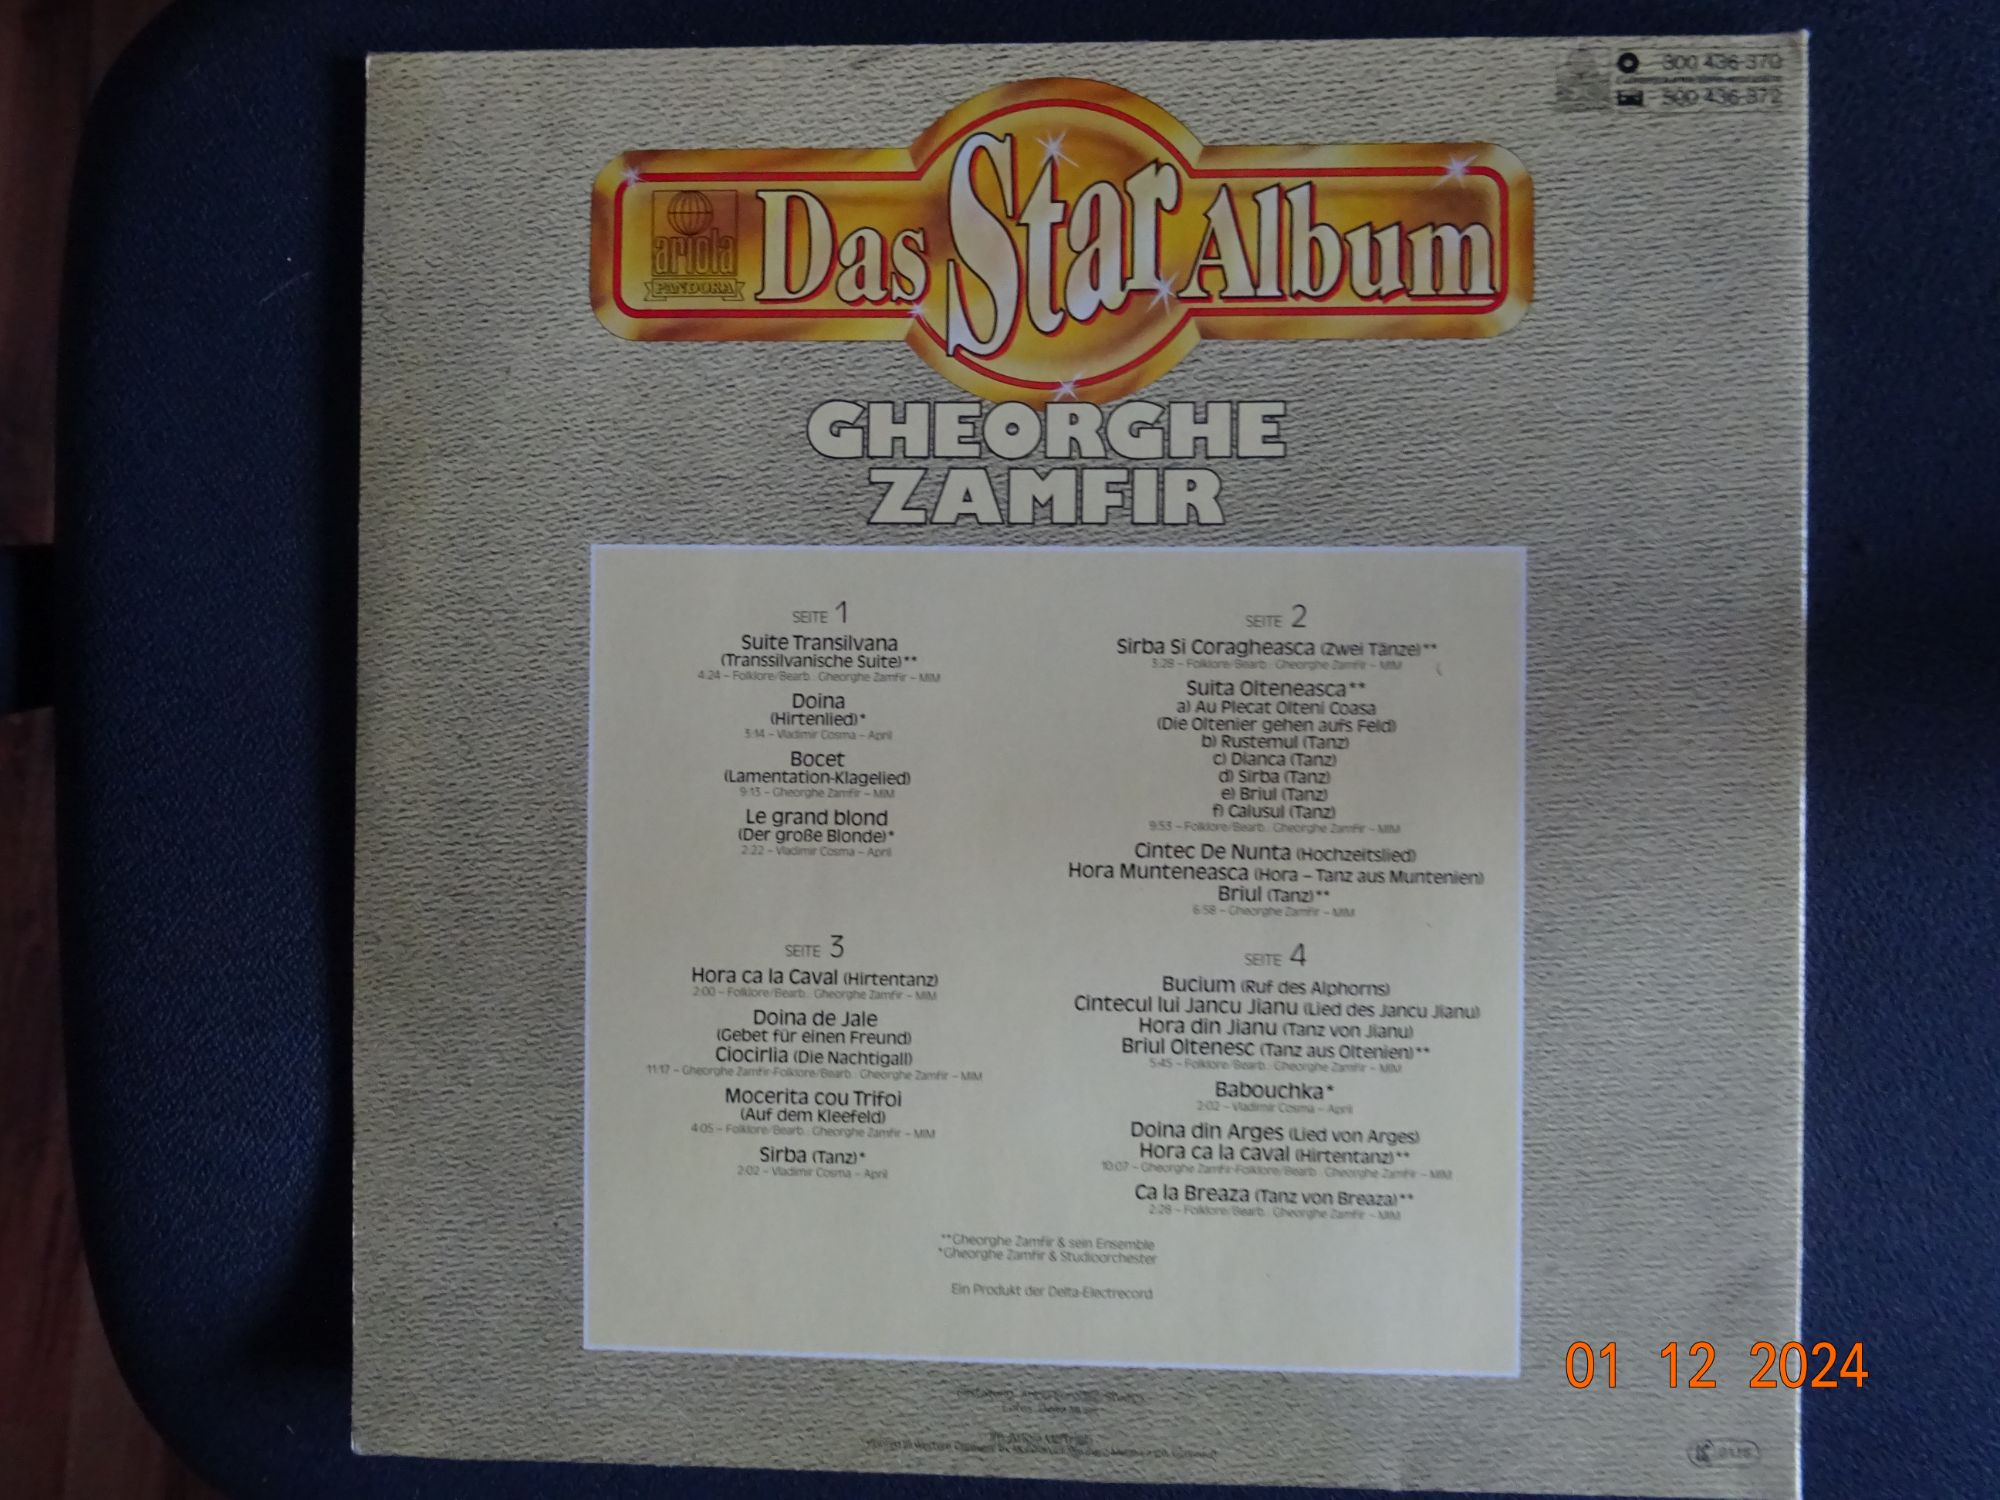 300 436-370
500 436-372
ariola
PANDORA
Das Star Album
GHEORGHE
ZAMFIR
SEITE 1
Suite Transilvana
(Transsilvanische Suite)**
4:24 – Folklore/Bearb.: Gheorghe Zamfir – MIM
Doina
(Hirtenlied)*
3:14 – Vladimir Cosma – April
Bocet
(Lamentation-Klagelied)
9:13 – Gheorghe Zamfir – MIM
Le grand blond
(Der große Blonde)*
2:22 – Vladimir Cosma – April
SEITE 2
Sirba Si Coragheasca (Zwei Tänze)**
3:28 – Folklore/Bearb.: Gheorghe Zamfir – MIM
Suita Olteneasca**
a) Au Plecat Olteni Coasa
(Die Oltenier gehen aufs Feld)
b) Rustemul (Tanz)
c) Dianca (Tanz)
d) Sirba (Tanz)
e) Briul (Tanz)
f) Calusul (Tanz)
9:53 – Folklore/Bearb.: Gheorghe Zamfir – MIM
Cintec De Nunta (Hochzeitslied)
Hora Munteneasca (Hora – Tanz aus Muntenien)
Briul (Tanz)**
6:58 – Gheorghe Zamfir – MIM
SEITE 3
Hora ca la Caval (Hirtentanz)
2:00 – Folklore/Bearb.: Gheorghe Zamfir – MIM
Doina de Jale
(Gebet für einen Freund)
Ciocirlia (Die Nachtigall)
11:17 – Gheorghe Zamfir-Folklore/Bearb.: Gheorghe Zamfir – MIM
Mocerita cou Trifoi
(Auf dem Kleefeld)
4:05 – Folklore/Bearb.: Gheorghe Zamfir – MIM
Sirba (Tanz)*
2:02 – Vladimir Cosma – April
SEITE 4
Bucium (Ruf des Alphorns)
Cintecul lui Jancu Jianu (Lied des Jancu Jianu)
Hora din Jianu (Tanz von Jianu)
Briul Oltenesc (Tanz aus Oltenien)**
5:45 – Folklore/Bearb.: Gheorghe Zamfir – MIM
Babouchka*
2:02 – Vladimir Cosma – April
Doina din Arges (Lied von Arges)
Hora ca la caval (Hirtentanz)**
10:07 – Gheorghe Zamfir-Folklore/Bearb.: Gheorghe Zamfir – MIM
Ca la Breaza (Tanz von Breaza)**
2:28 – Folklore/Bearb.: Gheorghe Zamfir – MIM
**Gheorghe Zamfir & sein Ensemble
*Gheorghe Zamfir & Studioorchester
Ein Produkt der Delta-Electrecord
01 12 2024